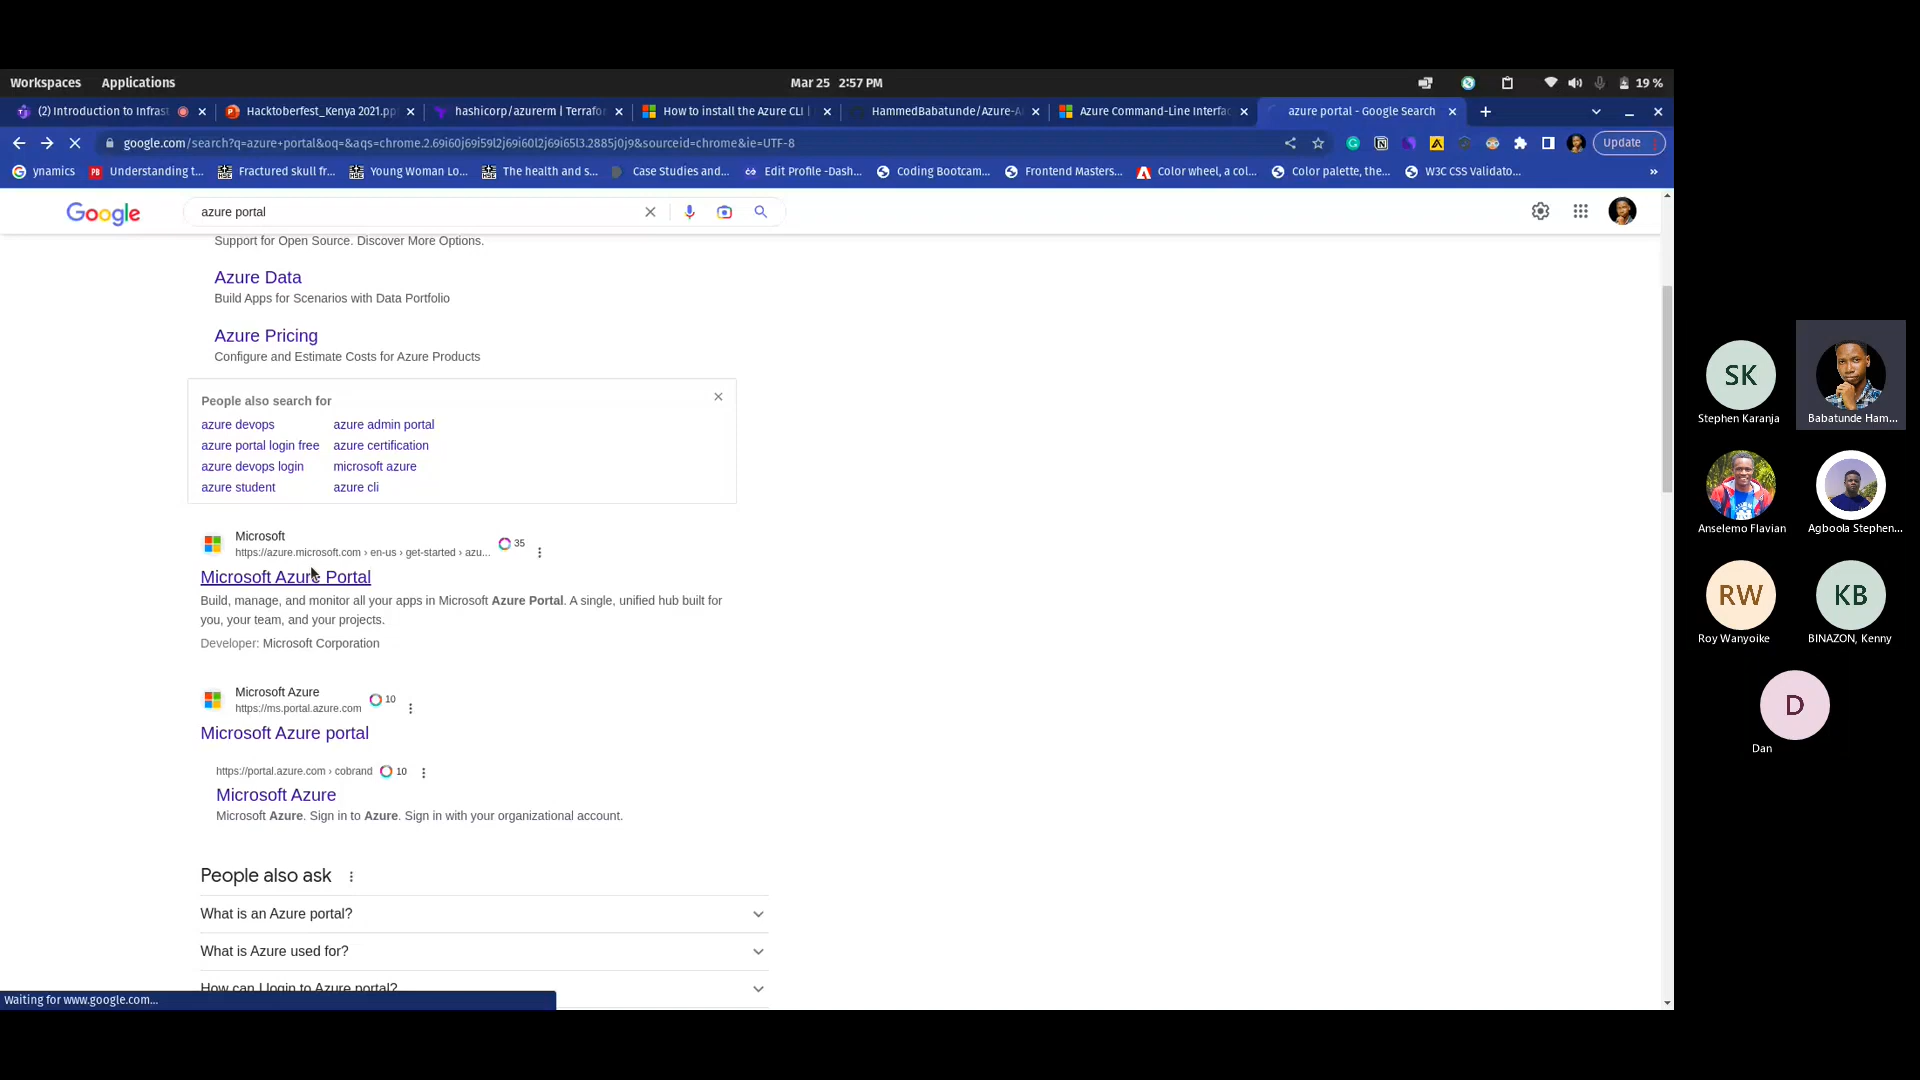 Workspaces Applications Mar 25 2:57 PM 19 %
(2) Introduction to Infrast Hacktoberfest_Kenya 2021.pp hashicorp/azurerm | Terrafor How to install the Azure CLI | HammedBabatunde/Azure-A Azure Command-Line Interfac azure portal - Google Search
google.com/search?q=azure+portal&oq=&aqs=chrome.2.69i60j69i59l2j69i60l2j69i65l3.2885j0j9&sourceid=chrome&ie=UTF-8 Update
ynamics Understanding t... Fractured skull fr... Young Woman Lo... The health and s... Case Studies and... Edit Profile -Dash... Coding Bootcam... Frontend Masters... Color wheel, a col... Color palette, the... W3C CSS Validato... »
Google azure portal
Support for Open Source. Discover More Options.
Azure Data
Build Apps for Scenarios with Data Portfolio
Azure Pricing
Configure and Estimate Costs for Azure Products
People also search for
azure devops azure admin portal
azure portal login free azure certification
azure devops login microsoft azure
azure student azure cli
Microsoft
https://azure.microsoft.com › en-us › get-started › azu... 35
Microsoft Azure Portal
Build, manage, and monitor all your apps in Microsoft Azure Portal. A single, unified hub built for
you, your team, and your projects.
Developer: Microsoft Corporation
Microsoft Azure
https://ms.portal.azure.com 10
Microsoft Azure portal
https://portal.azure.com › cobrand 10
Microsoft Azure
Microsoft Azure. Sign in to Azure. Sign in with your organizational account.
People also ask
What is an Azure portal?
What is Azure used for?
How can I login to Azure portal?
Waiting for www.google.com...
SK
Stephen Karanja Babatunde Ham...
Anselemo Flavian Agboola Stephen...
RW KB
Roy Wanyoike BINAZON, Kenny
D
Dan